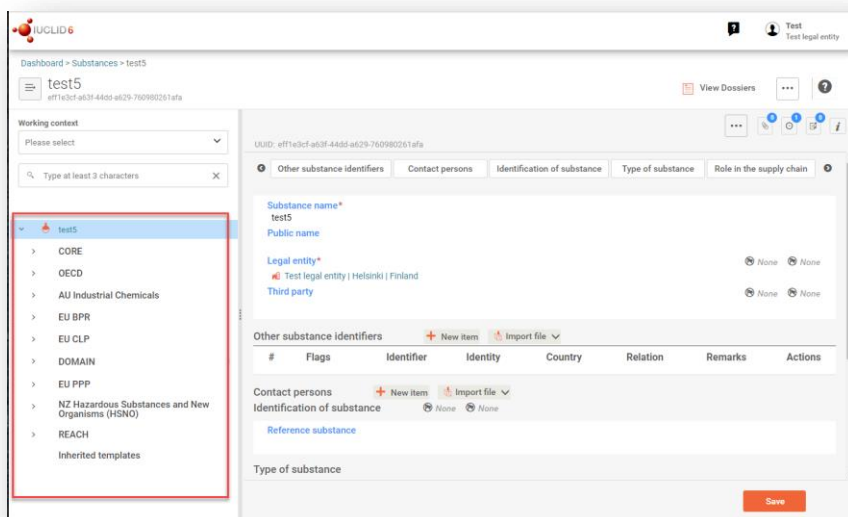 IUCLID6
Test
Test legal entity
Dashboard > Substances > test5
test5
eff1e3cf-a63f-44dd-a629-760980261afa
View Dossiers
Working context
Please select
Type at least 3 characters
test5
CORE
OECD
AU Industrial Chemicals
EU BPR
EU CLP
DOMAIN
EU PPP
NZ Hazardous Substances and New
Organisms (HSNO)
REACH
Inherited templates
UUID: eff1e3cf-a63f-44dd-a629-760980261afa
Other substance identifiers Contact persons Identification of substance Type of substance Role in the supply chain
Substance name*
test5
Public name
Legal entity* None None
Test legal entity | Helsinki | Finland
Third party None None
Other substance identifiers New item Import file
# Flags Identifier Identity Country Relation Remarks Actions
Contact persons New item Import file
Identification of substance None None
Reference substance
Type of substance
Save